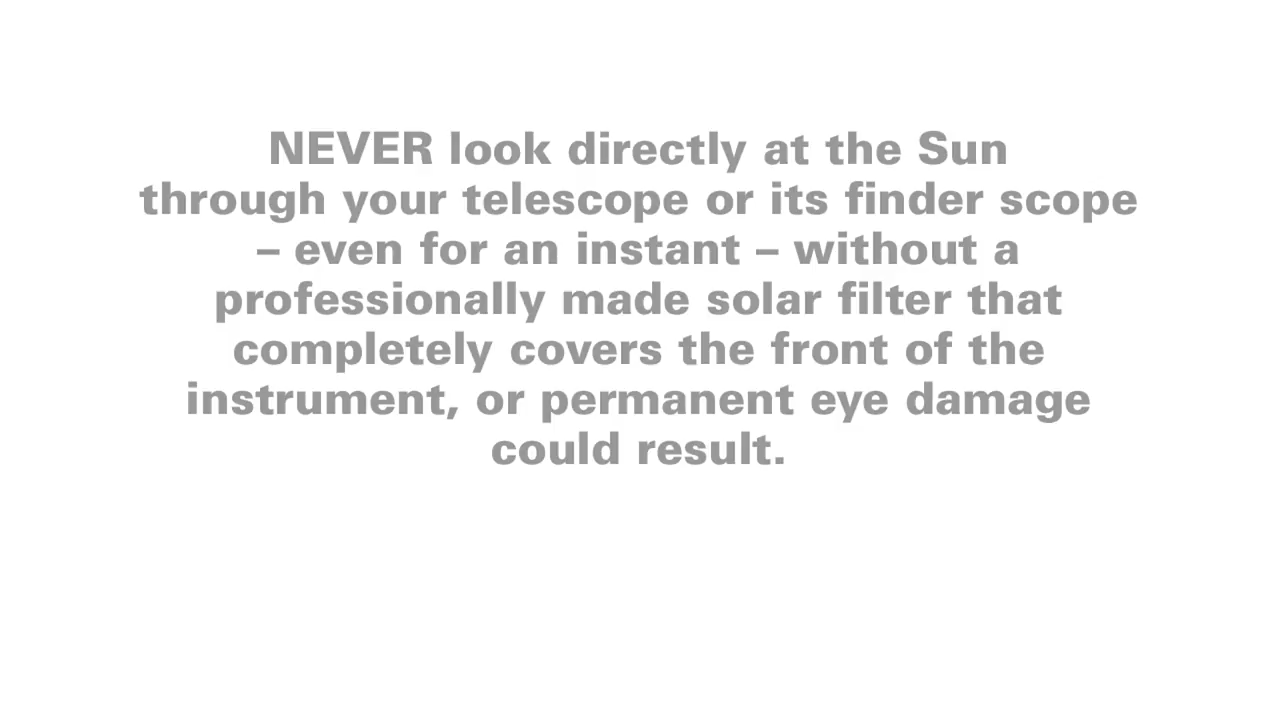 NEVER look directly at the Sun
through your telescope or its finder scope
– even for an instant – without a
professionally made solar filter that
completely covers the front of the
instrument, or permanent eye damage
could result.